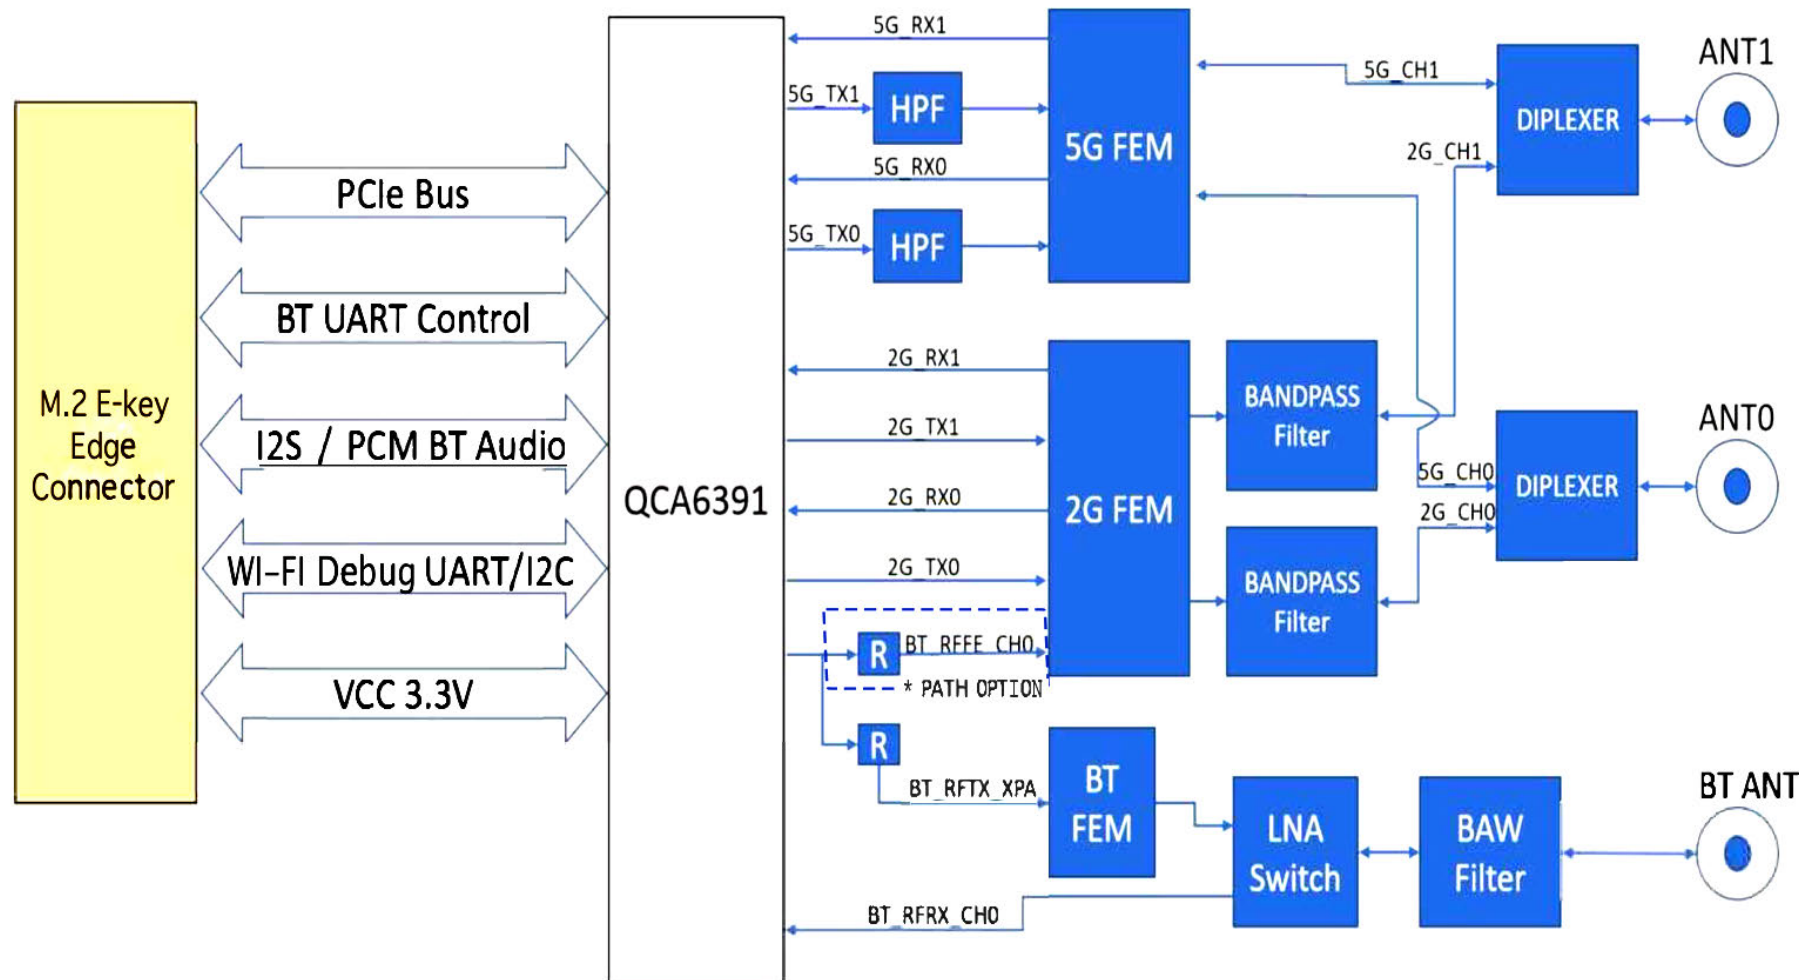 M.2 E-key
Edge
Connector
PCIe Bus
BT UART Control
I2S / PCM BT Audio
WI-FI Debug UART/I2C
VCC 3.3V
QCA6391
5G_RX1
5G_TX1
HPF
5G_RX0
5G_TX0
HPF
5G FEM
5G_CH1
2G_CH1
DIPLEXER
ANT1
2G_RX1
2G_TX1
2G_RX0
2G_TX0
2G FEM
BANDPASS
Filter
BANDPASS
Filter
5G_CH0
2G_CH0
DIPLEXER
ANT0
R
BT_RFFE_CH0
* PATH OPTION
R
BT_RFTX_XPA
BT
FEM
LNA
Switch
BAW
Filter
BT ANT
BT_RFRX_CH0